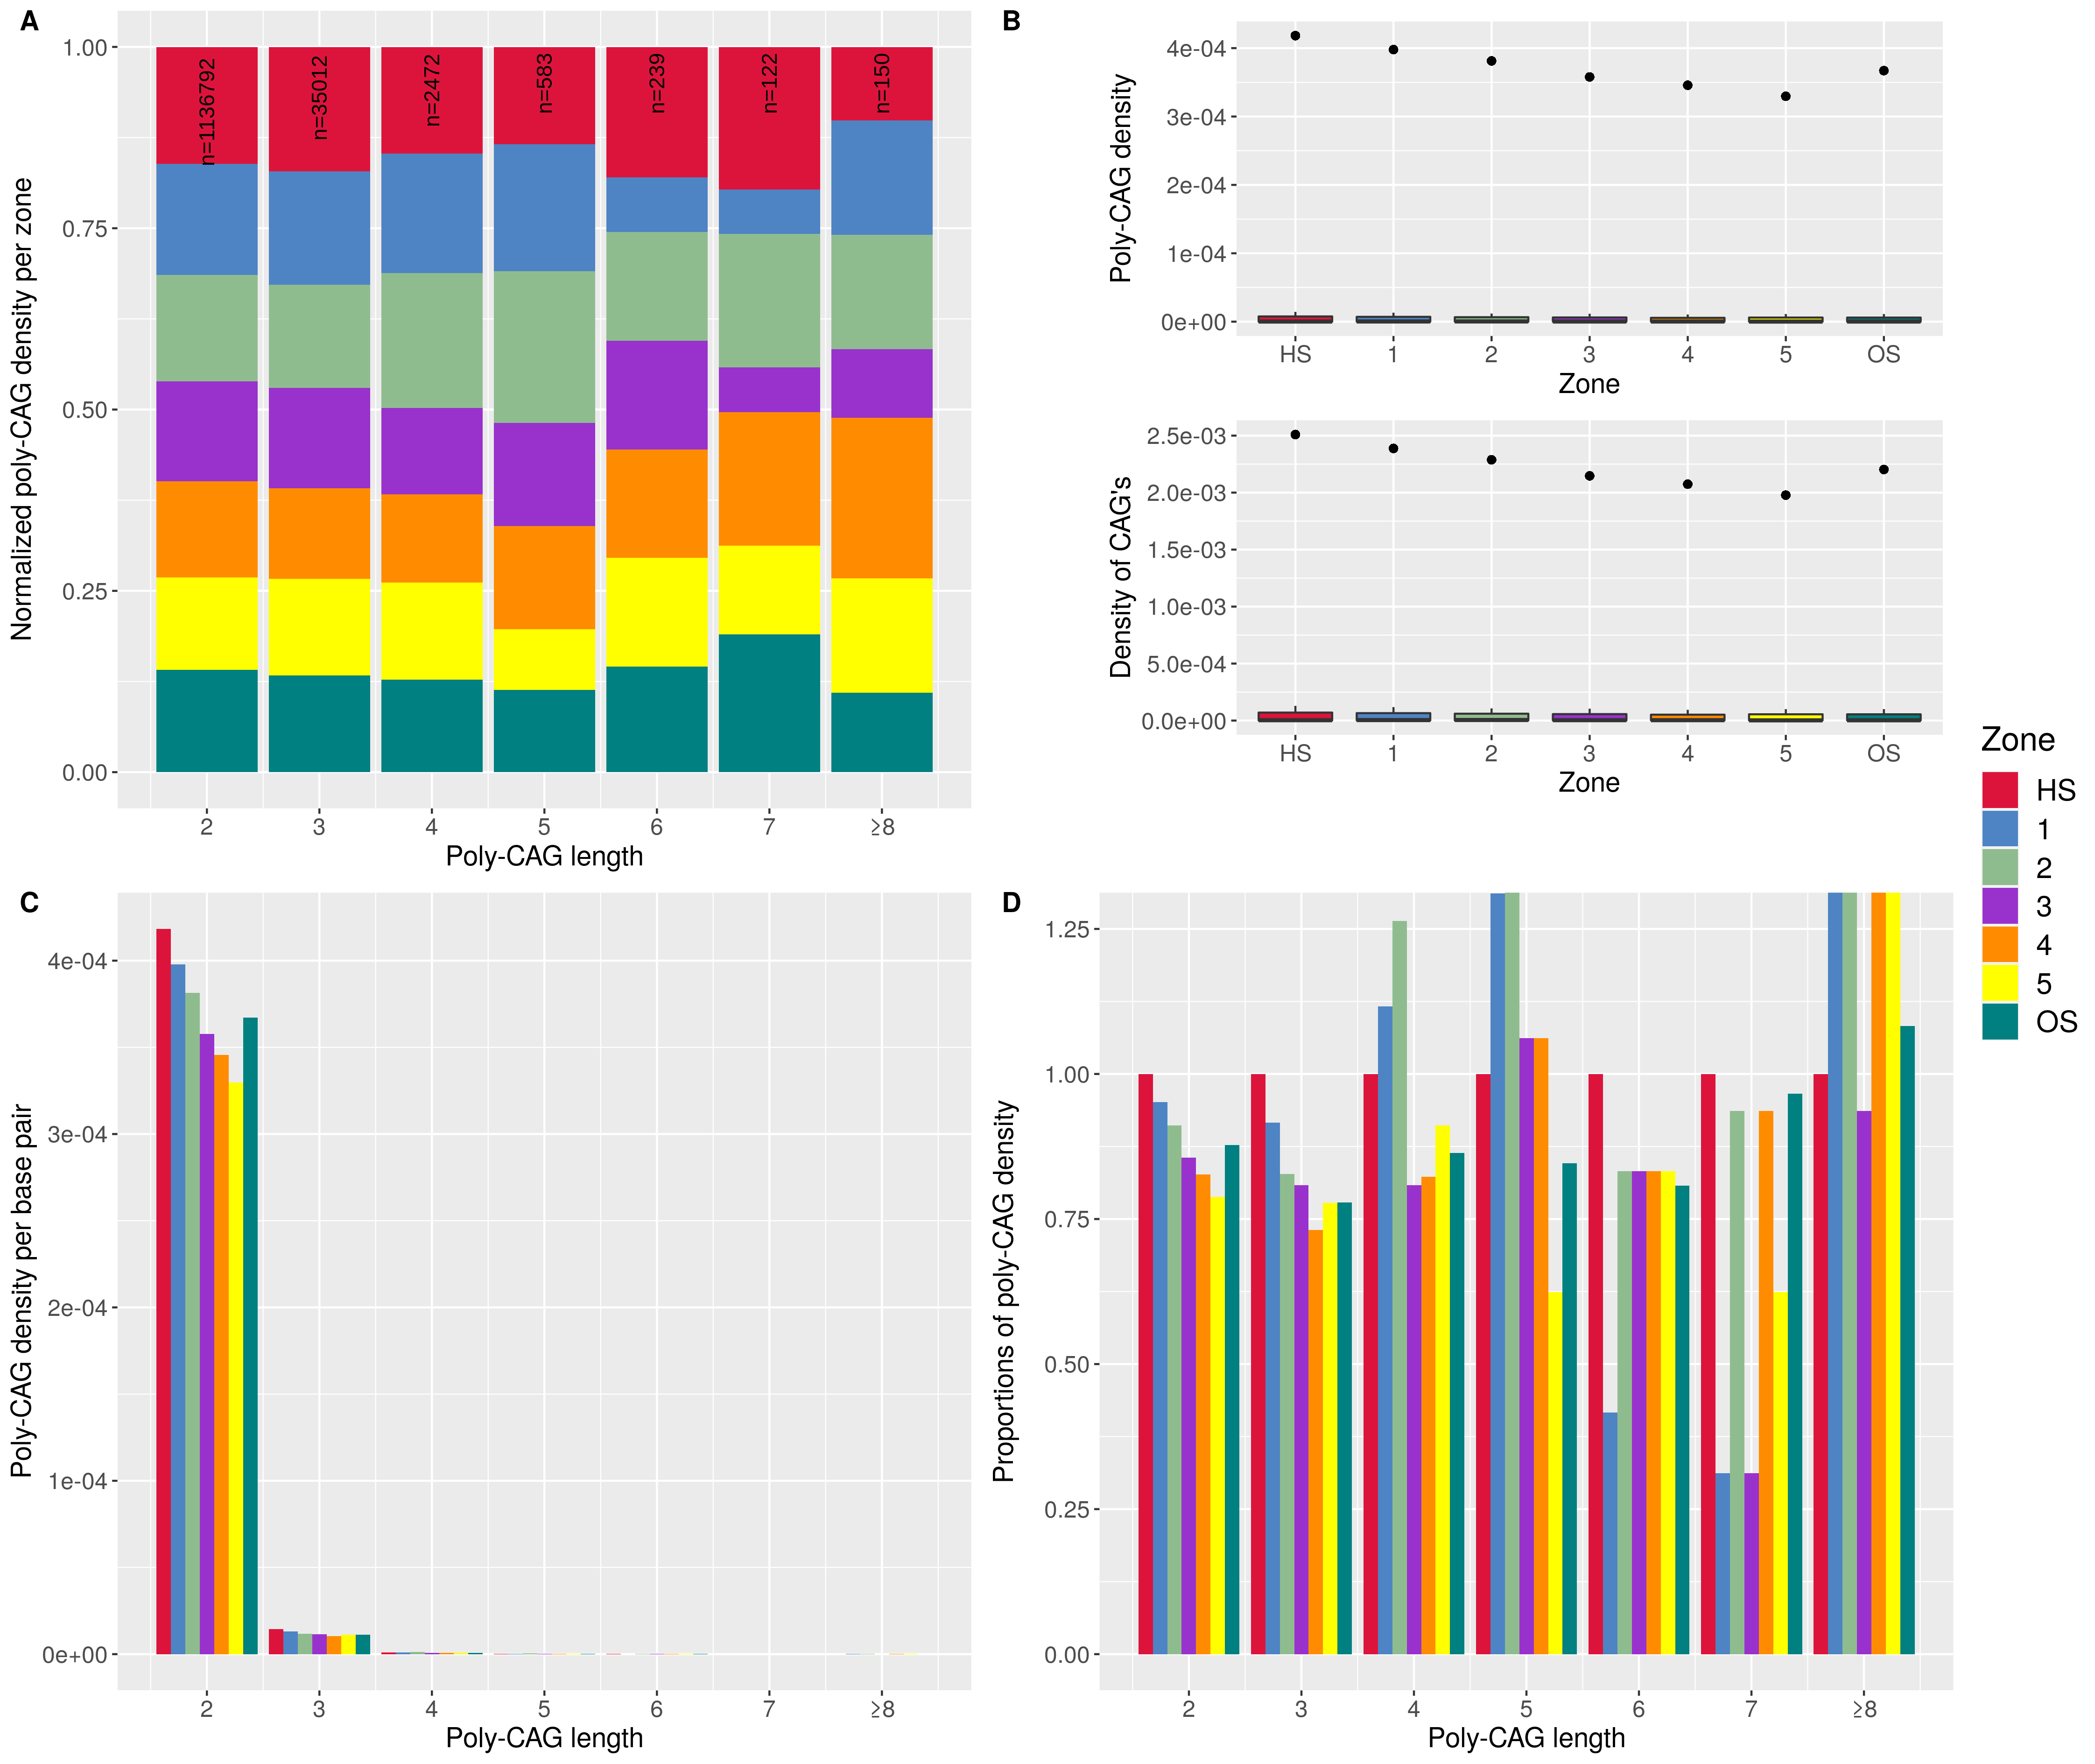 A
Normalized poly-CAG density per zone
1.00
0.75
0.50
0.25
0.00
n=1136792
n=35012
n=2472
n=583
n=239
n=122
n=150
2 3 4 5 6 7 ≥8
Poly-CAG length
B
Poly-CAG density
4e-04
3e-04
2e-04
1e-04
0e+00
HS 1 2 3 4 5 OS
Zone
Density of CAG's
2.5e-03
2.0e-03
1.5e-03
1.0e-03
5.0e-04
0.0e+00
HS 1 2 3 4 5 OS
Zone
C
Poly-CAG density per base pair
4e-04
3e-04
2e-04
1e-04
0e+00
2 3 4 5 6 7 ≥8
Poly-CAG length
D
Proportions of poly-CAG density
1.25
1.00
0.75
0.50
0.25
0.00
2 3 4 5 6 7 ≥8
Poly-CAG length
Zone
HS
1
2
3
4
5
OS